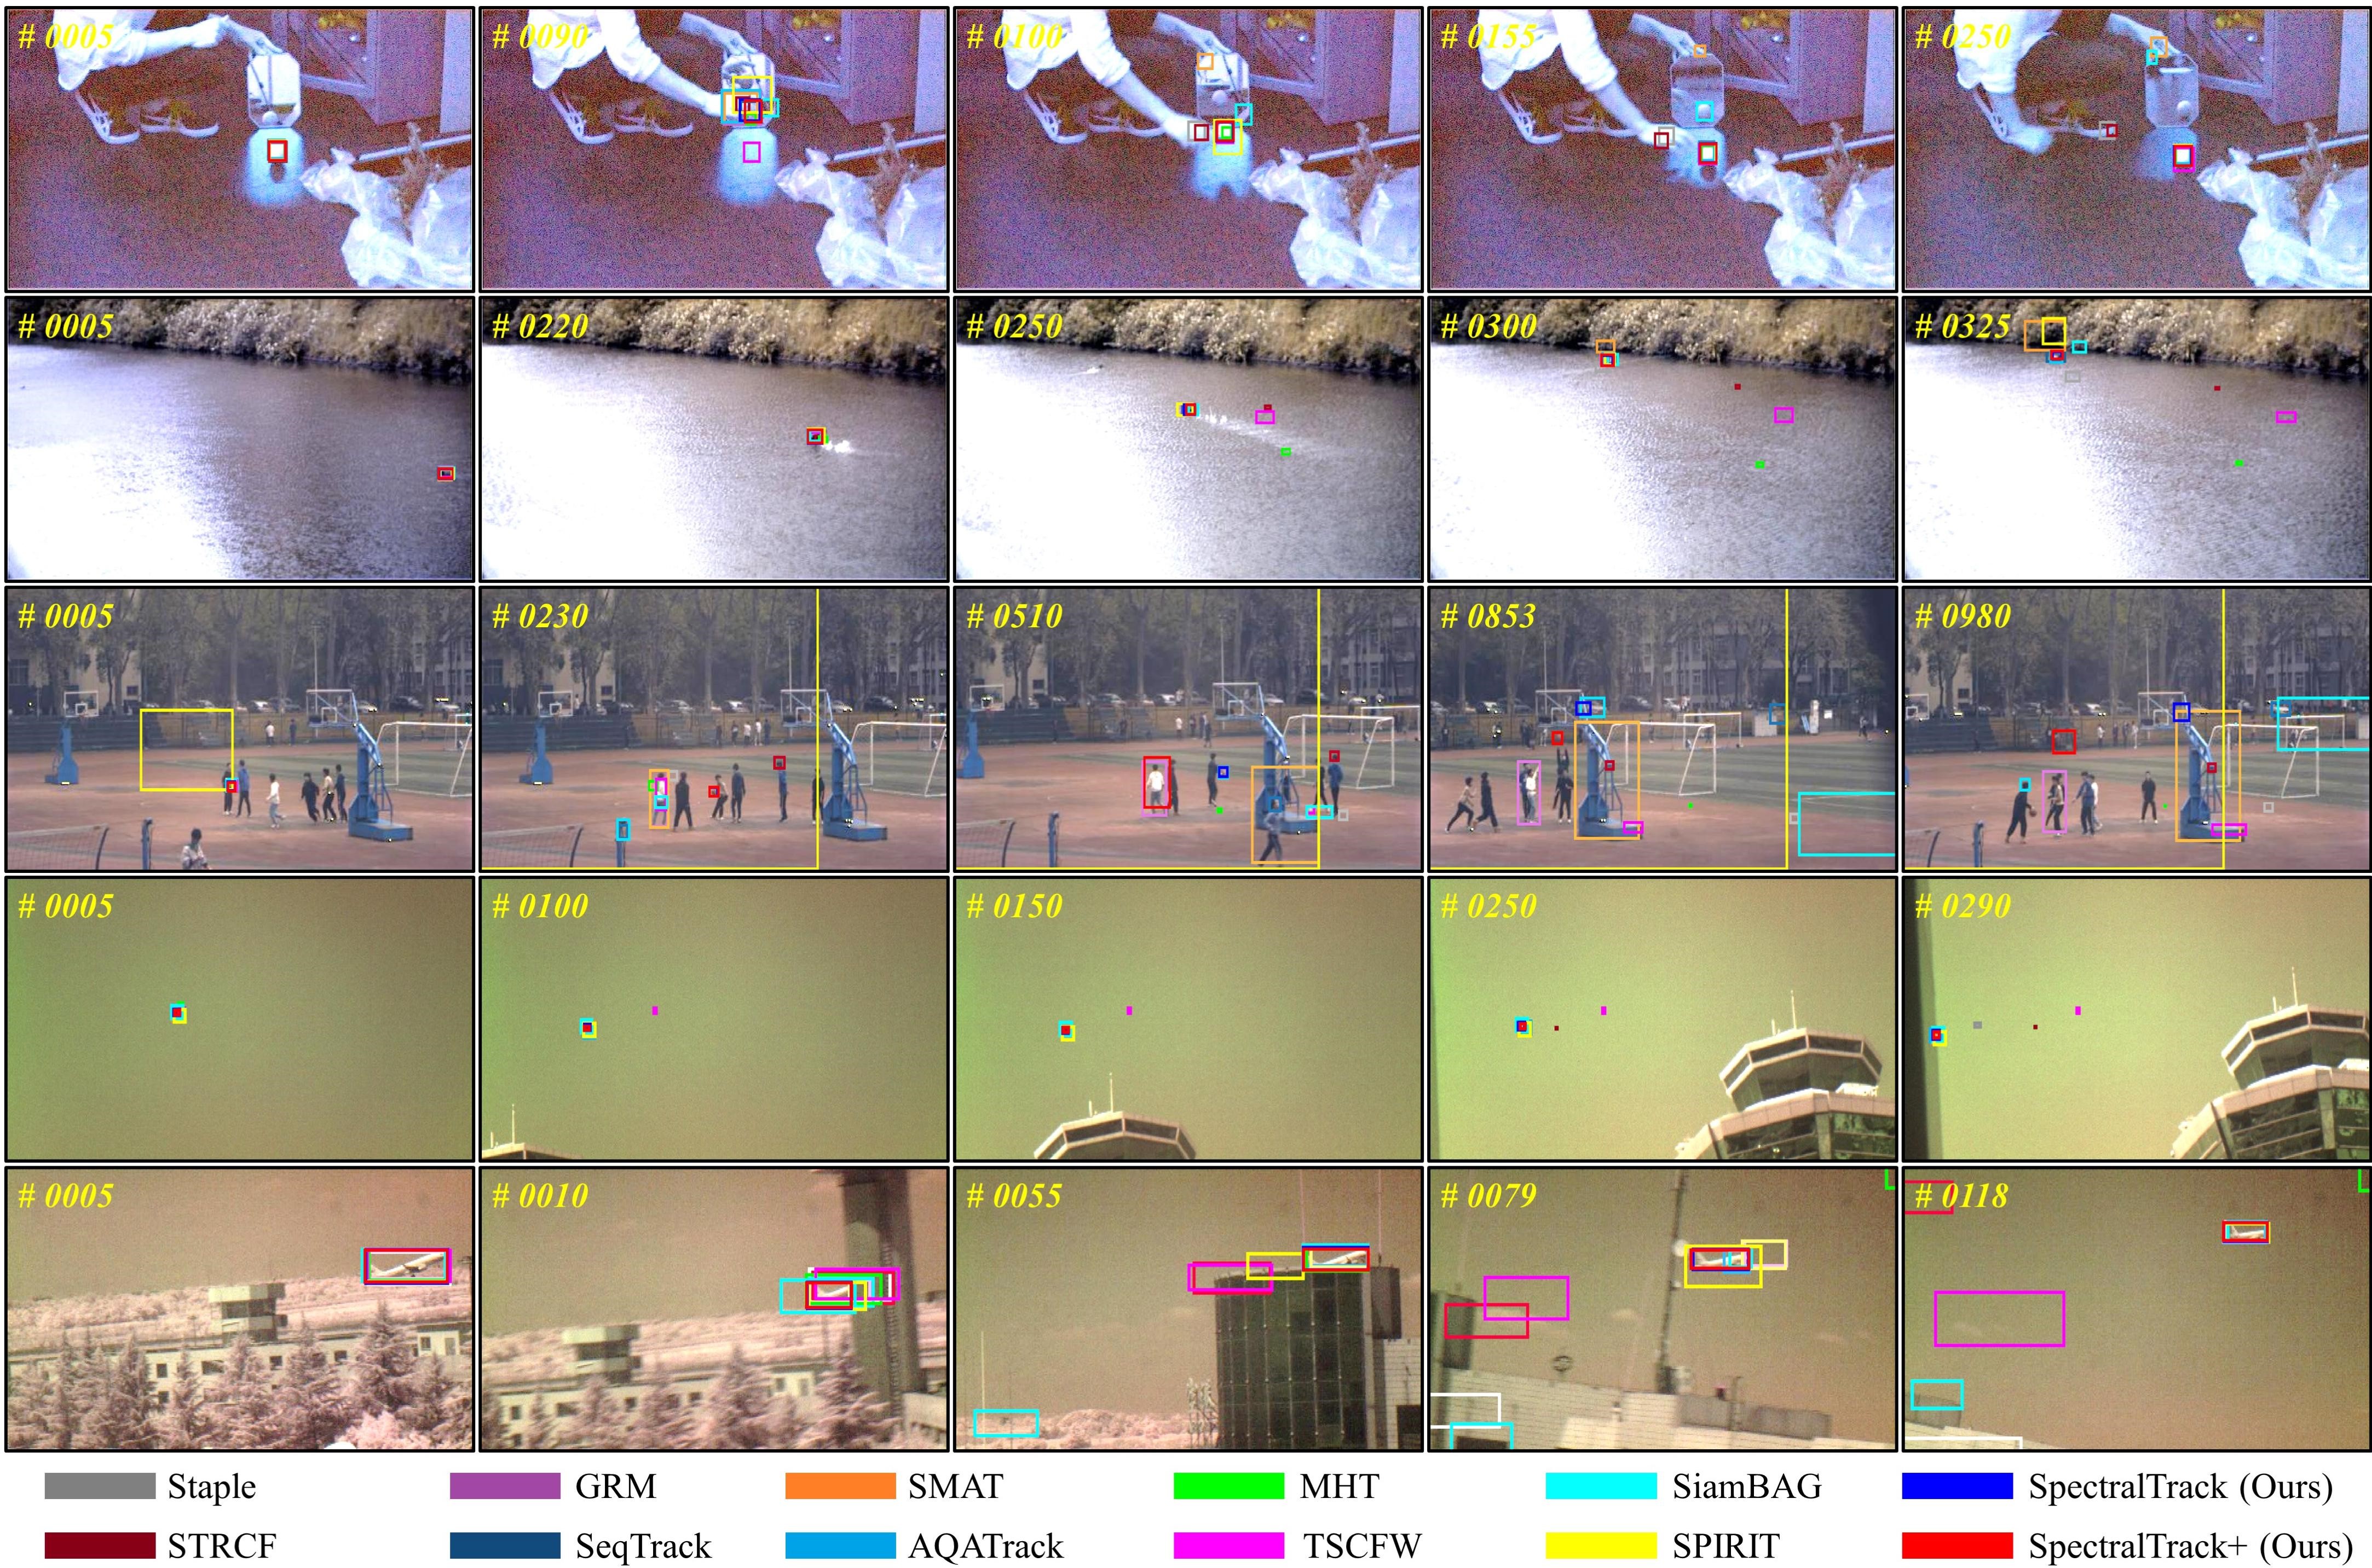 # 0005
# 0090
# 0100
# 0155
# 0250
# 0005
# 0220
# 0250
# 0300
# 0325
# 0005
# 0230
# 0510
# 0853
# 0980
# 0005
# 0100
# 0150
# 0250
# 0290
# 0005
# 0010
# 0055
# 0079
# 0118
Staple
GRM
SMAT
MHT
SiamBAG
SpectralTrack (Ours)
STRCF
SeqTrack
AQATrack
TSCFW
SPIRIT
SpectralTrack+ (Ours)